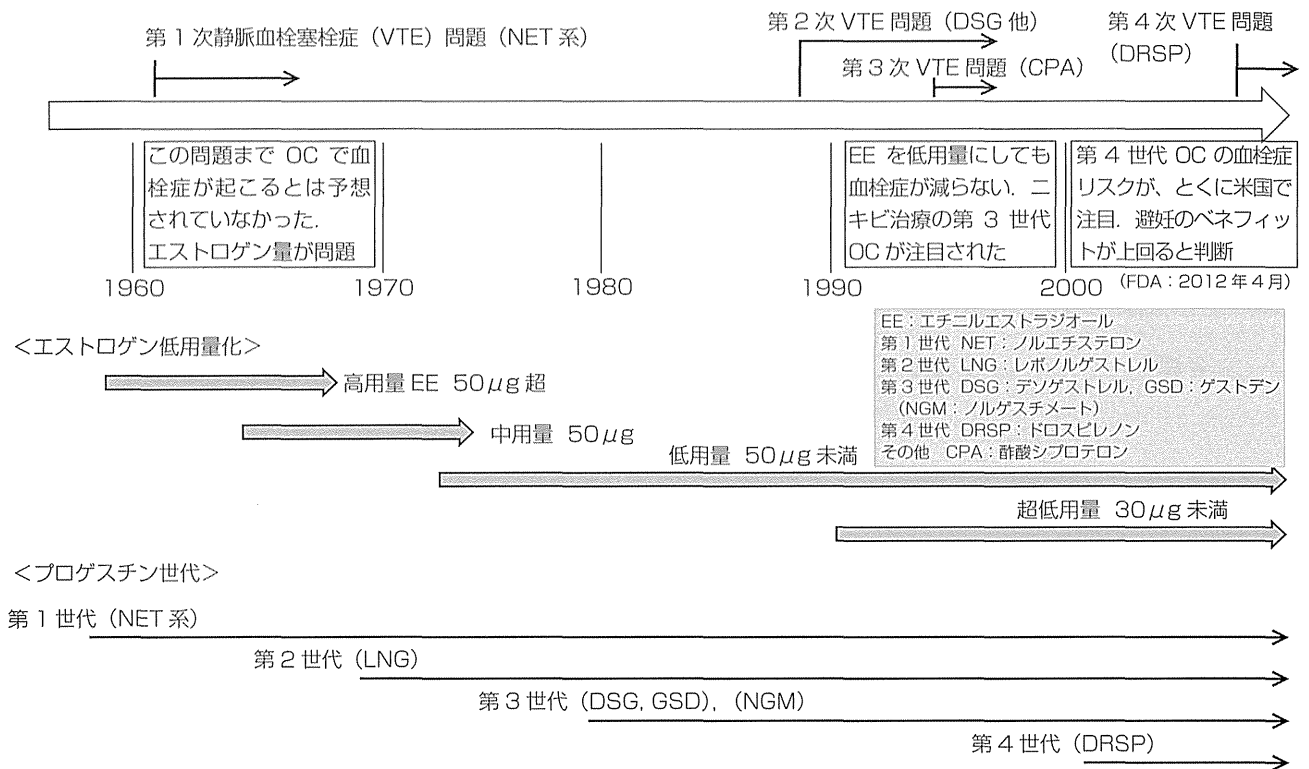 第1次静脈血栓塞栓症（VTE）問題（NET系）
第2次VTE問題（DSG他）
第3次VTE問題（CPA）
第4次VTE問題
（DRSP）
この問題まで OC で血
栓症が起こるとは予想
されていなかった．
エストロゲン量が問題
EE を低用量にしても
血栓症が減らない．ニ
キビ治療の第3世代
OCが注目された
第4世代OCの血栓症
リスクが、とくに米国で
注目．避妊のベネフィッ
トが上回ると判断
1960
1970
1980
1990
2000
（FDA：2012年4月）
EE：エチニルエストラジオール
第1世代 NET：ノルエチステロン
第2世代 LNG：レボノルゲストレル
第3世代 DSG：デソゲストレル，GSD：ゲストデン
（NGM：ノルゲスチメート）
第4世代 DRSP：ドロスピレノン
その他 CPA：酢酸シプロテロン
＜エストロゲン低用量化＞
高用量EE 50μg超
中用量 50μg
低用量 50μg未満
超低用量 30μg未満
＜プロゲスチン世代＞
第1世代（NET系）
第2世代（LNG）
第3世代（DSG, GSD），（NGM）
第4世代（DRSP）